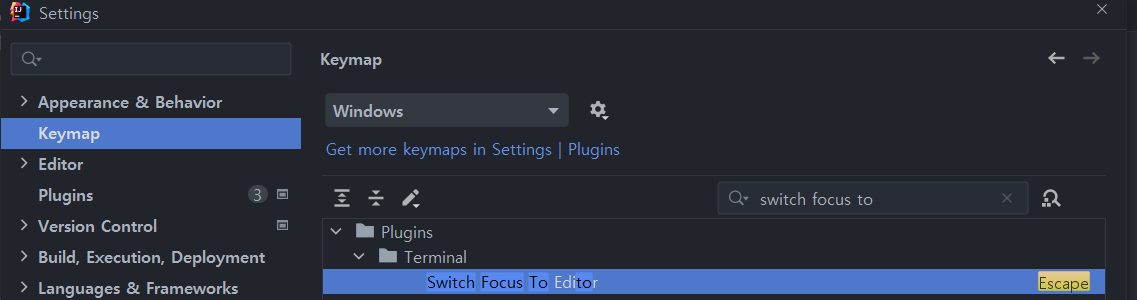 Settings
Appearance & Behavior
Keymap
Editor
Plugins 3
Version Control
Build, Execution, Deployment
Languages & Frameworks
Keymap
Windows
Get more keymaps in Settings | Plugins
switch focus to
Plugins
Terminal
Switch Focus To Editor Escape